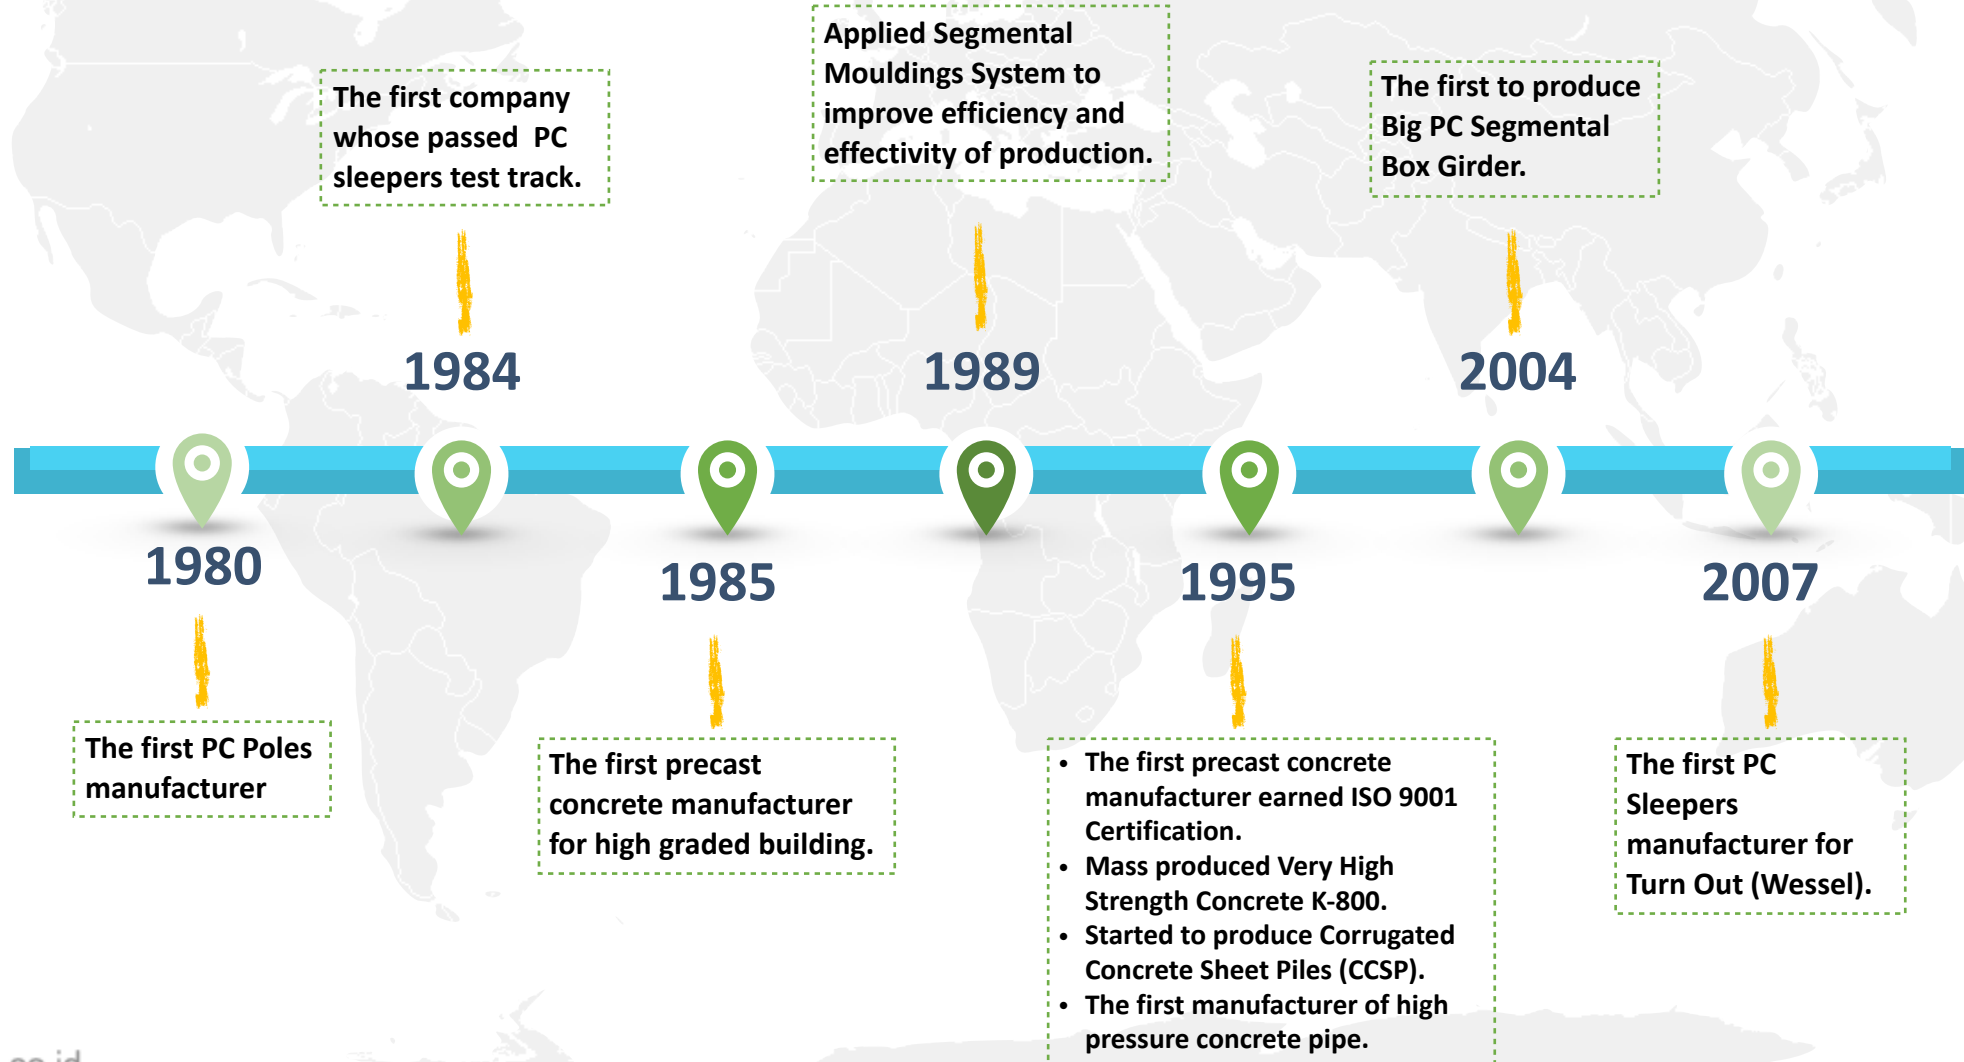 1980
The first PC Poles
manufacturer
The first company
whose passed  PC
sleepers test track.
1984
1985
The first precast
concrete manufacturer
for high graded building.
Applied Segmental
Mouldings System to
improve efficiency and
effectivity of production.
1989
1995
• The first precast concrete
manufacturer earned ISO 9001
Certification.
• Mass produced Very High
Strength Concrete K-800.
• Started to produce Corrugated
Concrete Sheet Piles (CCSP).
• The first manufacturer of high
pressure concrete pipe.
The first to produce
Big PC Segmental
Box Girder.
2004
2007
The first PC
Sleepers
manufacturer for
Turn Out (Wessel).